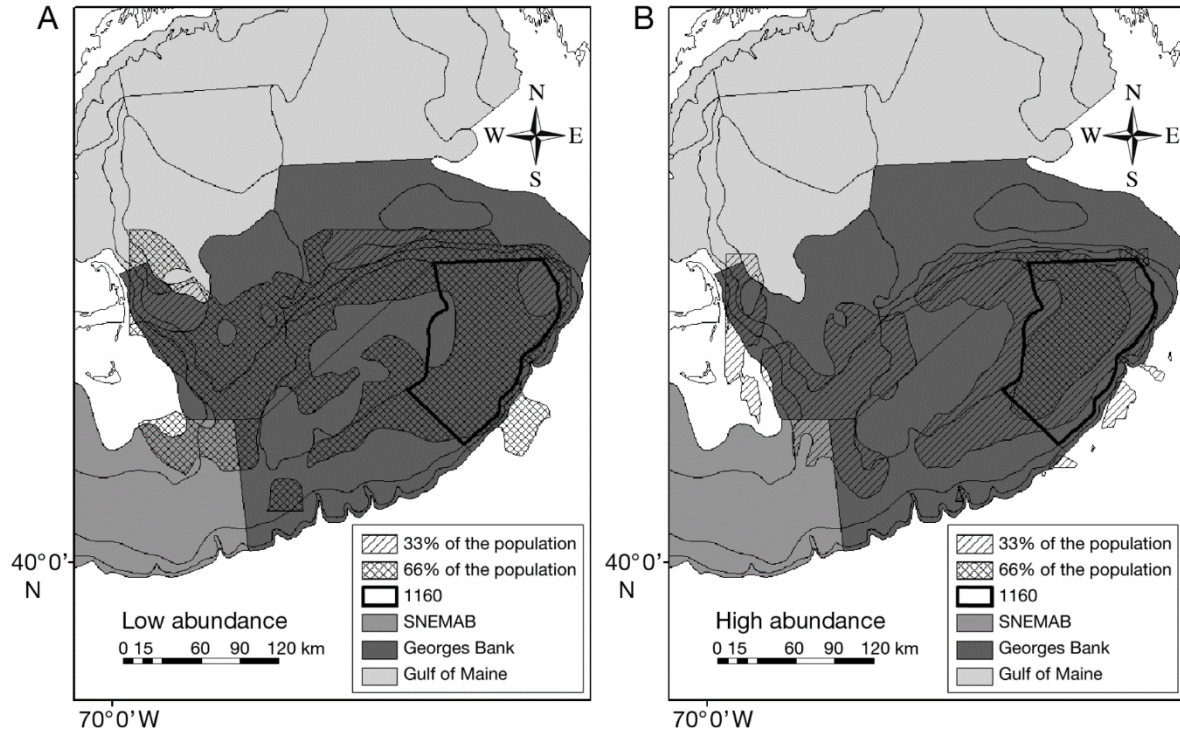 A
N
W E
S
33% of the population
66% of the population
1160
SNEMAB
Georges Bank
Gulf of Maine
Low abundance
0 15 30 60 90 120 km
40°0'
N
70°0'W
B
N
W E
S
33% of the population
66% of the population
1160
SNEMAB
Georges Bank
Gulf of Maine
High abundance
0 15 30 60 90 120 km
40°0'
N
70°0'W